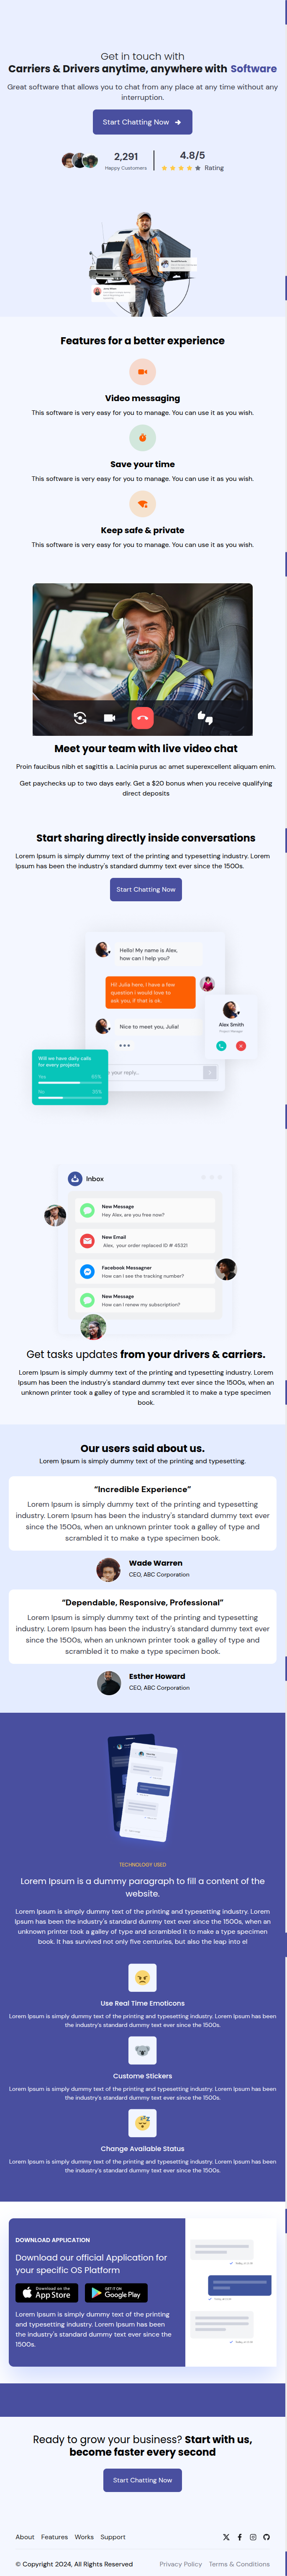 Get in touch with
Carriers & Drivers anytime, anywhere with Software
Great software that allows you to chat from any place at any time without any
interruption.
Start Chatting Now
2,291
Happy Customers
4.8/5
Rating
Features for a better experience
Video messaging
This software is very easy for you to manage. You can use it as you wish.
Save your time
This software is very easy for you to manage. You can use it as you wish.
Keep safe & private
This software is very easy for you to manage. You can use it as you wish.
Meet your team with live video chat
Proin faucibus nibh et sagittis a. Lacinia purus ac amet superexcellent aliquam enim.
Get paychecks up to two days early. Get a $20 bonus when you receive qualifying
direct deposits
Start sharing directly inside conversations
Lorem Ipsum is simply dummy text of the printing and typesetting industry. Lorem
Ipsum has been the industry's standard dummy text ever since the 1500s.
Start Chatting Now
Hello! My name is Alex,
how can I help you?
Hi! Julia here, I have a few
question I would love to
ask you, if that is ok.
Nice to meet you, Julia!
Alex Smith
Project Manager
Will we have daily calls
for every projects
Yes
No
your reply...
Inbox
New Message
Hey Alex, are you free now?
New Email
Alex, your order replaced ID # 45321
Facebook Messagner
How can I see the tracking number?
New Message
How can I renew my subscription?
Get tasks updates from your drivers & carriers.
Lorem Ipsum is simply dummy text of the printing and typesetting industry. Lorem
Ipsum has been the industry's standard dummy text ever since the 1500s, when an
unknown printer took a galley of type and scrambled it to make a type specimen
book.
Our users said about us.
Lorem Ipsum is simply dummy text of the printing and typesetting.
“Incredible Experience”
Lorem Ipsum is simply dummy text of the printing and typesetting
industry. Lorem Ipsum has been the industry's standard dummy text ever
since the 1500s, when an unknown printer took a galley of type and
scrambled it to make a type specimen book.
Wade Warren
CEO, ABC Corporation
“Dependable, Responsive, Professional”
Lorem Ipsum is simply dummy text of the printing and typesetting
industry. Lorem Ipsum has been the industry's standard dummy text ever
since the 1500s, when an unknown printer took a galley of type and
scrambled it to make a type specimen book.
Esther Howard
CEO, ABC Corporation
TECHNOLOGY USED
Lorem Ipsum is a dummy paragraph to fill a content of the
website.
Lorem Ipsum is simply dummy text of the printing and typesetting industry. Lorem
Ipsum has been the industry's standard dummy text ever since the 1500s, when an
unknown printer took a galley of type and scrambled it to make a type specimen
book. It has survived not only five centuries, but also the leap into el
Use Real Time Emoticons
Lorem Ipsum is simply dummy text of the printing and typesetting industry. Lorem Ipsum has been
the industry's standard dummy text ever since the 1500s.
Custome Stickers
Lorem Ipsum is simply dummy text of the printing and typesetting industry. Lorem Ipsum has been
the industry's standard dummy text ever since the 1500s.
Change Available Status
Lorem Ipsum is simply dummy text of the printing and typesetting industry. Lorem Ipsum has been
the industry's standard dummy text ever since the 1500s.
DOWNLOAD APPLICATION
Download our official Application for
your specific OS Platform
Download on the
App Store
GET IT ON
Google Play
Lorem Ipsum is simply dummy text of the printing
and typesetting industry. Lorem Ipsum has been
the industry's standard dummy text ever since the
1500s.
Ready to grow your business? Start with us,
become faster every second
Start Chatting Now
About Features Works Support
© Copyright 2024, All Rights Reserved
Privacy Policy Terms & Conditions